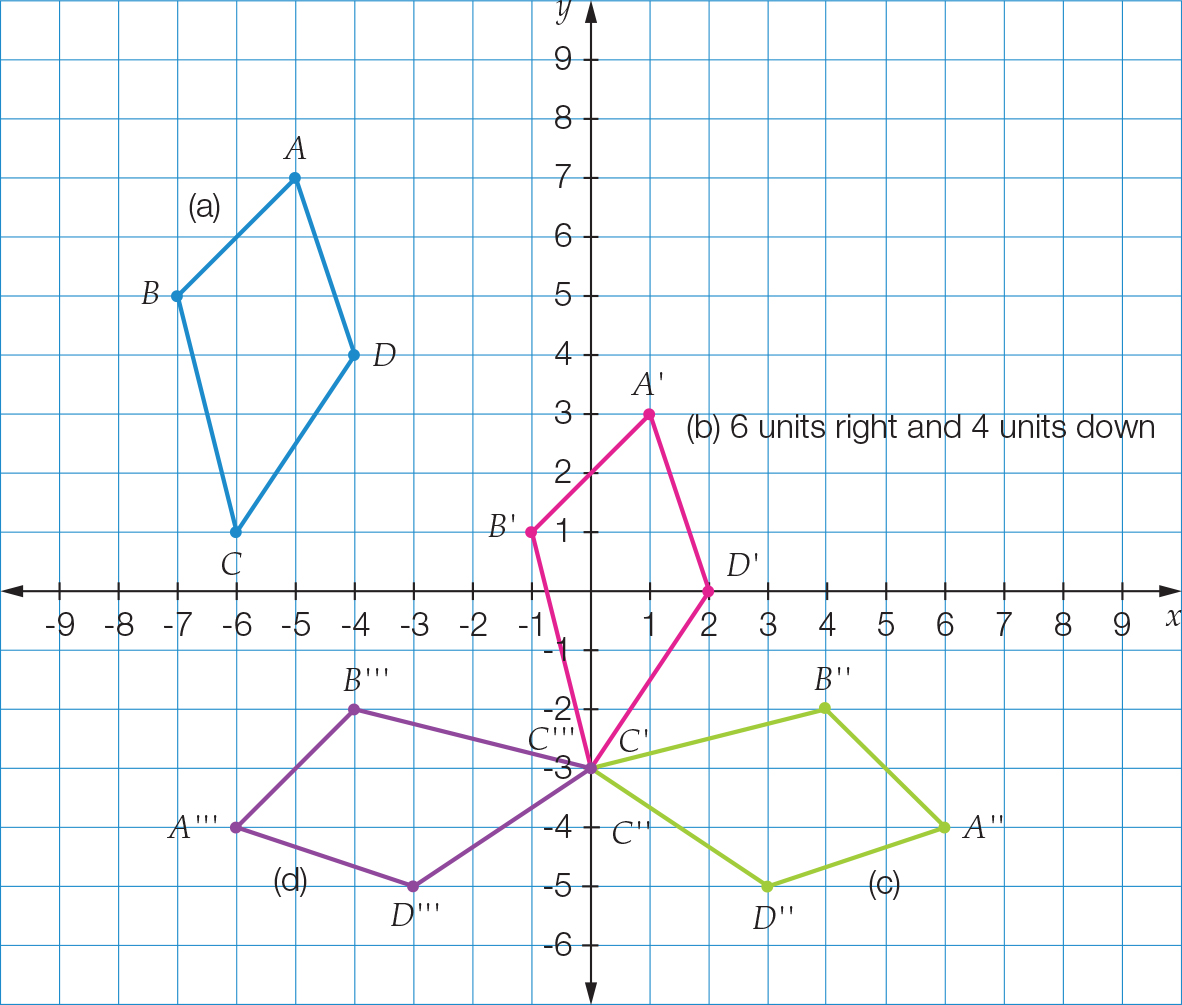 y
9
8
A
7
(a)
6
B
5
4
D
A'
3
(b) 6 units right and 4 units down
2
B'
1
C
D'
-9 -8 -7 -6 -5 -4 -3 -2 -1 1 2 3 4 5 6 7 8 9 x
-1
B''' B''
-2
C''' C'
-3
A''' -4 C'' A''
(d) -5 (c)
D''' D''
-6